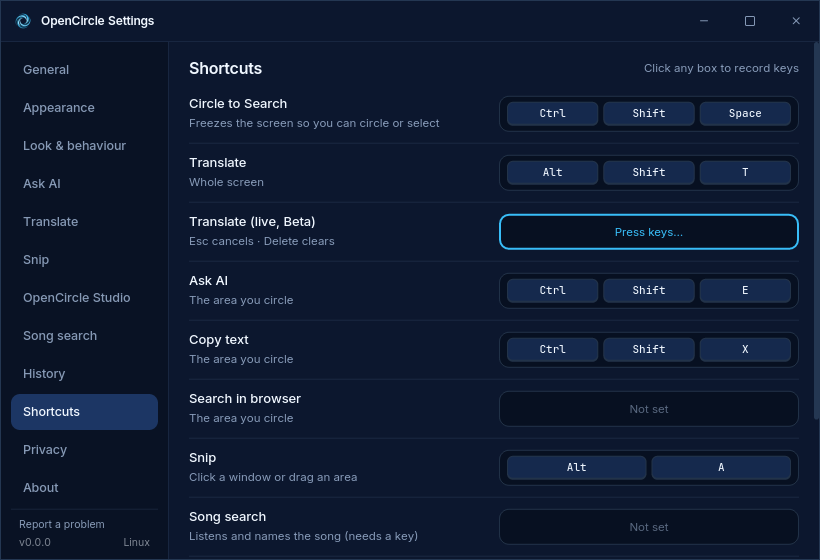 OpenCircle Settings
General
Appearance
Look & behaviour
Ask AI
Translate
Snip
OpenCircle Studio
Song search
History
Shortcuts
Privacy
About
Report a problem
v0.0.0 Linux
Shortcuts Click any box to record keys
Circle to Search
Freezes the screen so you can circle or select
Ctrl Shift Space
Translate
Whole screen
Alt Shift T
Translate (live, Beta)
Esc cancels · Delete clears
Press keys...
Ask AI
The area you circle
Ctrl Shift E
Copy text
The area you circle
Ctrl Shift X
Search in browser
The area you circle
Not set
Snip
Click a window or drag an area
Alt A
Song search
Listens and names the song (needs a key)
Not set